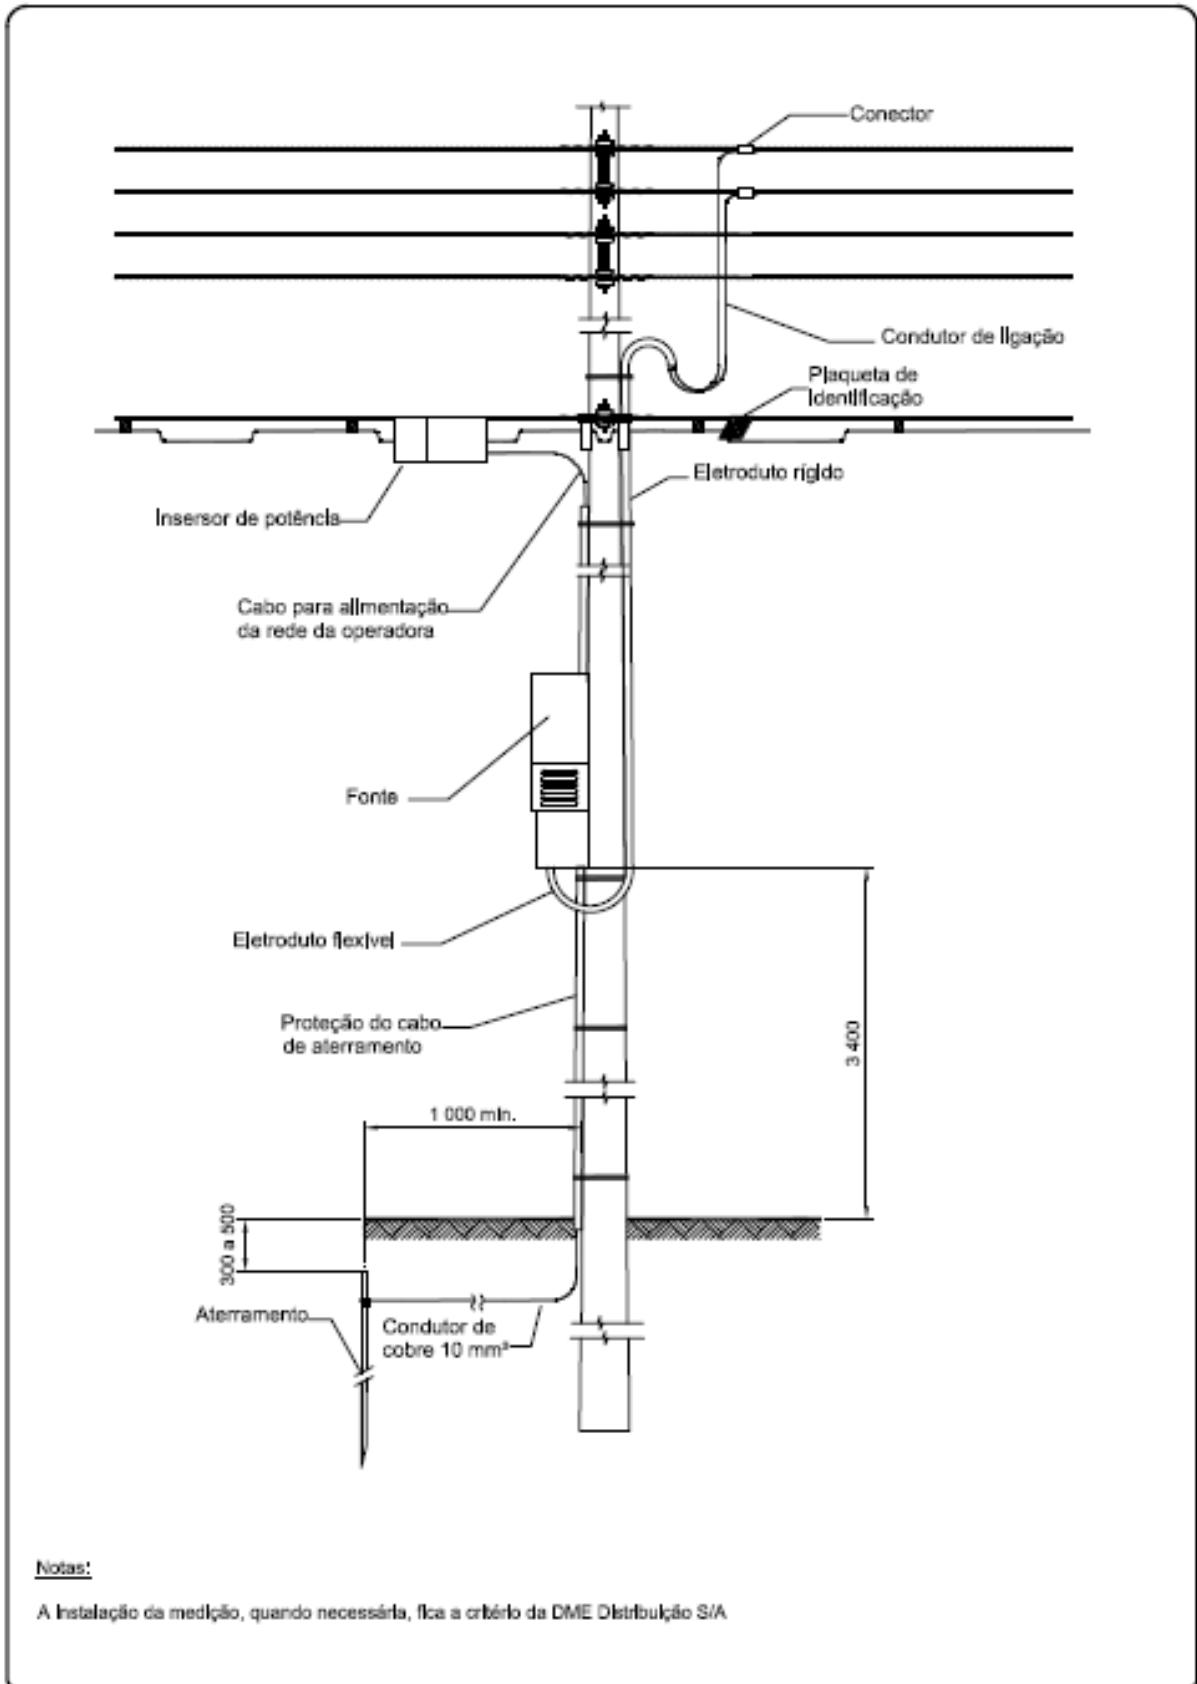 Conector
Condutor de ligação
Plaqueta de
identificação
Eletroduto rígido
Insersor de potência
Cabo para alimentação
da rede da operadora
Fonte
Eletroduto flexível
Proteção do cabo
de aterramento
3 400
1 000 mín.
300 a 500
Aterramento
Condutor de
cobre 10 mm²
Notas:
A instalação da medição, quando necessária, fica a critério da DME Distribuição S/A